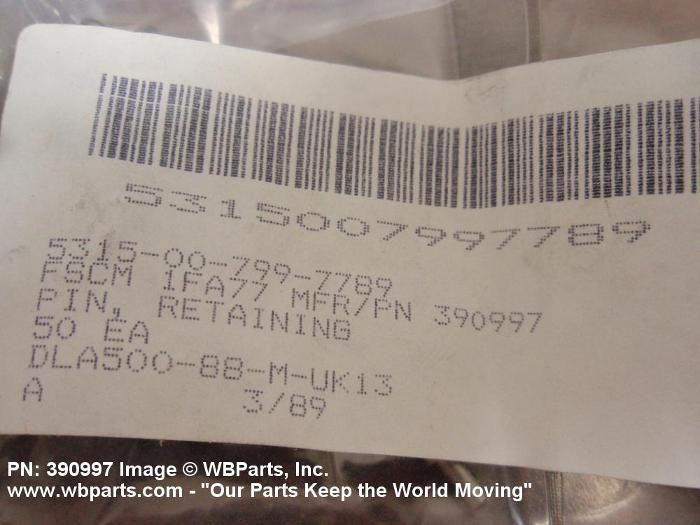 5315007997789
5315-00-799-7789
FSCM 1FA77 MFR/PN 390997
PIN, RETAINING
50 EA
DLA500-88-M-UK13
A 3/89
PN: 390997 Image © WBParts, Inc.
www.wbparts.com - "Our Parts Keep the World Moving"